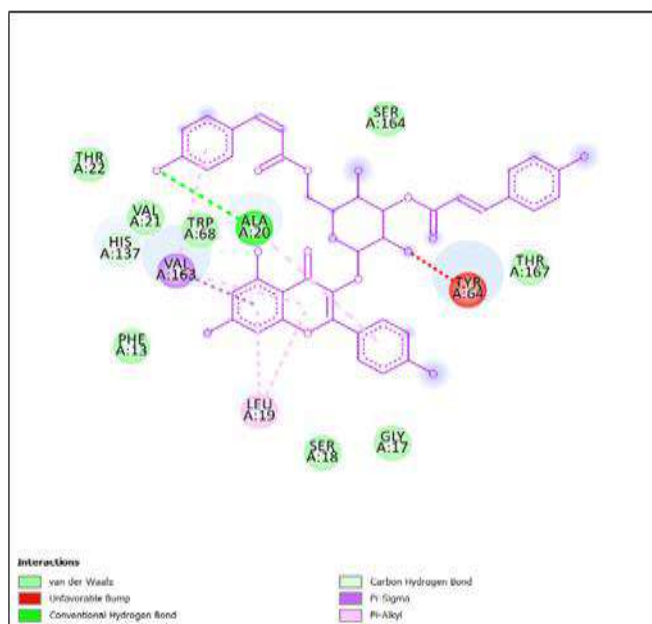 SER
A:164
THR
A:22
VAL
A:21
TRP
A:68
ALA
A:20
HIS
A:137
VAL
A:163
TYR
A:64
THR
A:167
PHE
A:13
LEU
A:19
SER
A:18
GLY
A:17
Interactions
van der Waals
Unfavorable Bump
Conventional Hydrogen Bond
Carbon Hydrogen Bond
Pi-Sigma
Pi-Alkyl